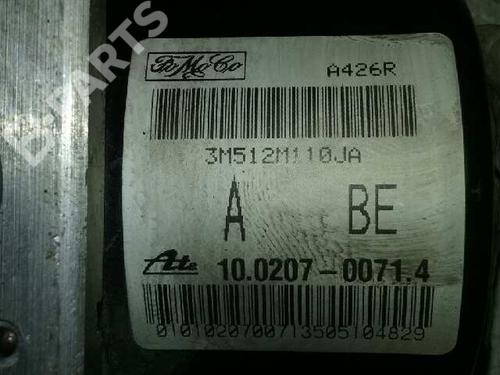 FoMoCo A426R
3M512M110JA
A BE
Ate 10.0207-0071.4
0101020700713505104829
B-PARTS